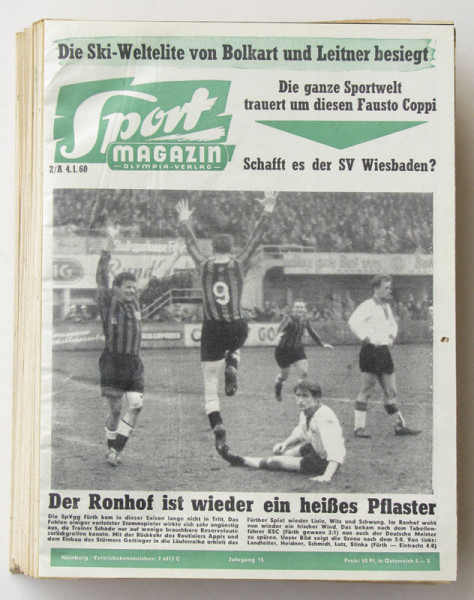 Die Ski-Weltelite von Bolkart und Leitner besiegt
Sport
MAGAZIN
OLYMPIA-VERLAG
2/A 4.1.60
Die ganze Sportwelt
trauert um diesen Fausto Coppi
Schafft es der SV Wiesbaden?
9
Der Ronhof ist wieder ein heißes Pflaster
Die SpVgg Fürth kam in dieser Saison lange nicht in Tritt. Das
Fehlen einiger verletzter Stammspieler wirkte sich sehr ungünstig
aus, da Trainer Schade nur auf wenige brauchbare Reserveleute
zurückgreifen konnte. Mit der Rückkehr des Routiniers Appis und
dem Einbau des Stürmers Gettinger in die Läuferreihe erhielt das
Fürther Spiel wieder Linie, Witz und Schwung. Im Ronhof weht
nun wieder ein frischer Wind. Das bekam nach dem Tabellen-
führer KSC (Fürth gewann 2:1) nun auch der Deutsche Meister
zu spüren. Unser Bild zeigt die Szene nach dem 2:0. Von links:
Landleiter, Heidner, Schmidt, Lutz, Stinka (Fürth — Eintracht 4:0)
Nürnberg / Vertriebskennzeichen: 2 6415 C
Jahrgang 15
Preis: 50 Pf, in Österreich S